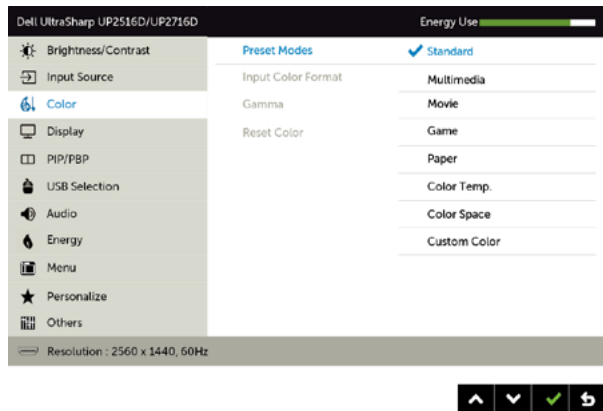 Dell UltraSharp UP2516D/UP2716D Energy Use
Brightness/Contrast Preset Modes Standard
Input Source Input Color Format Multimedia
Color Gamma Movie
Display Reset Color Game
PIP/PBP Paper
USB Selection Color Temp.
Audio Color Space
Energy Custom Color
Menu
Personalize
Others
Resolution : 2560 x 1440, 60Hz